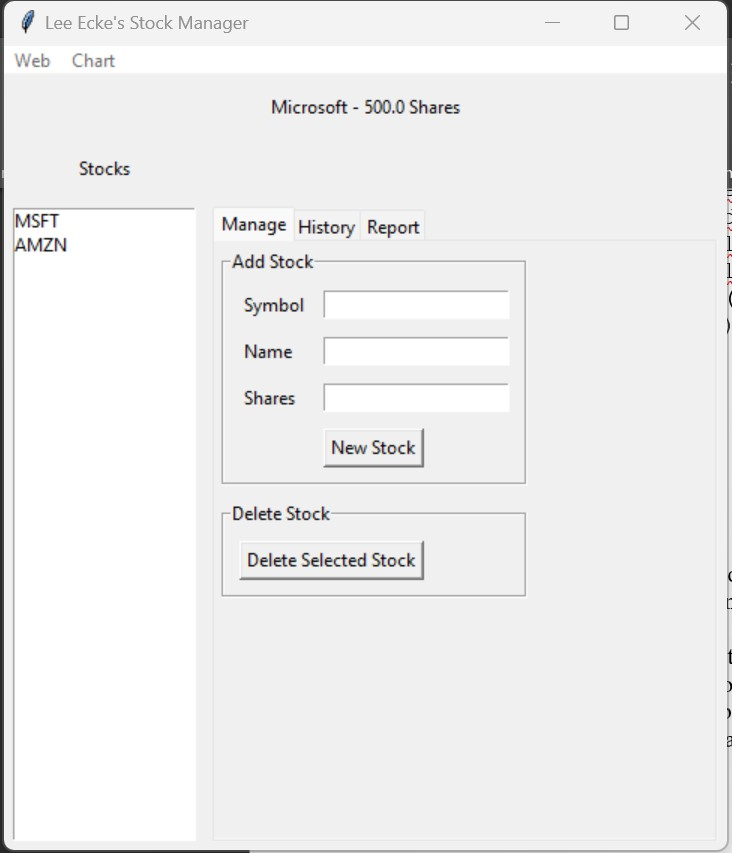 Lee Ecke's Stock Manager
Web Chart
Microsoft - 500.0 Shares
Stocks
MSFT
AMZN
Manage History Report
Add Stock
Symbol
Name
Shares
New Stock
Delete Stock
Delete Selected Stock